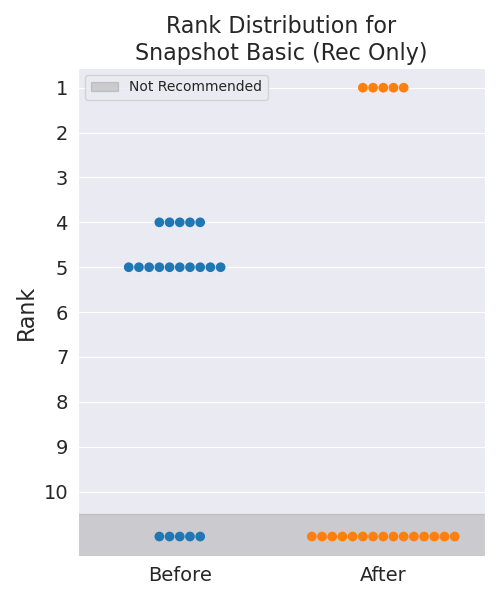 Rank Distribution for
Snapshot Basic (Rec Only)
Not Recommended
Rank
1
2
3
4
5
6
7
8
9
10
Before
After